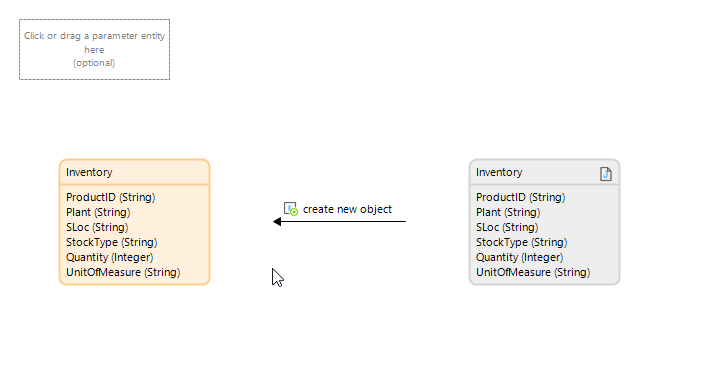 Click or drag a parameter entity
here
(optional)
Inventory
ProductID (String)
Plant (String)
SLoc (String)
StockType (String)
Quantity (Integer)
UnitOfMeasure (String)
create new object
Inventory
J
ProductID (String)
Plant (String)
SLoc (String)
StockType (String)
Quantity (Integer)
UnitOfMeasure (String)